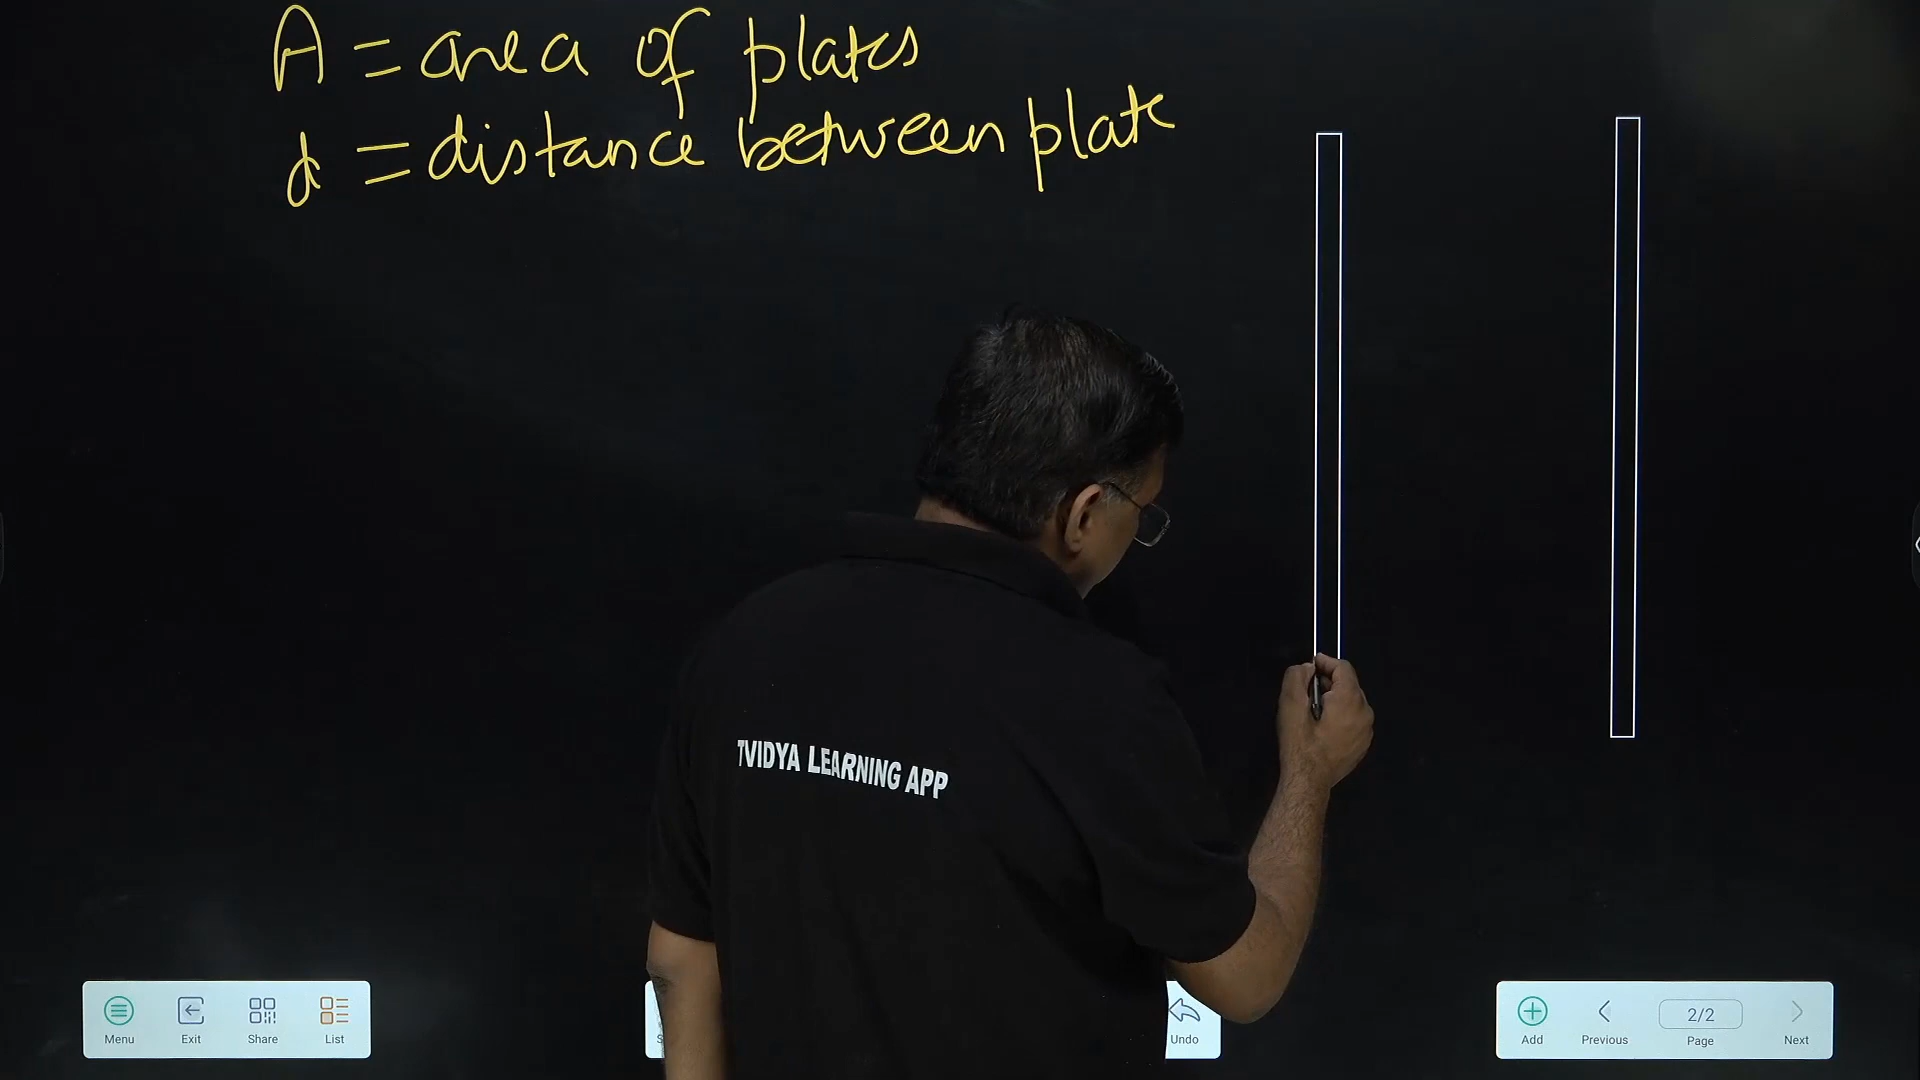 A = area of plates
d = distance between plate
TVIDYA LEARNING APP
Menu
Exit
Share
List
Undo
Add
Previous
2/2
Page
Next